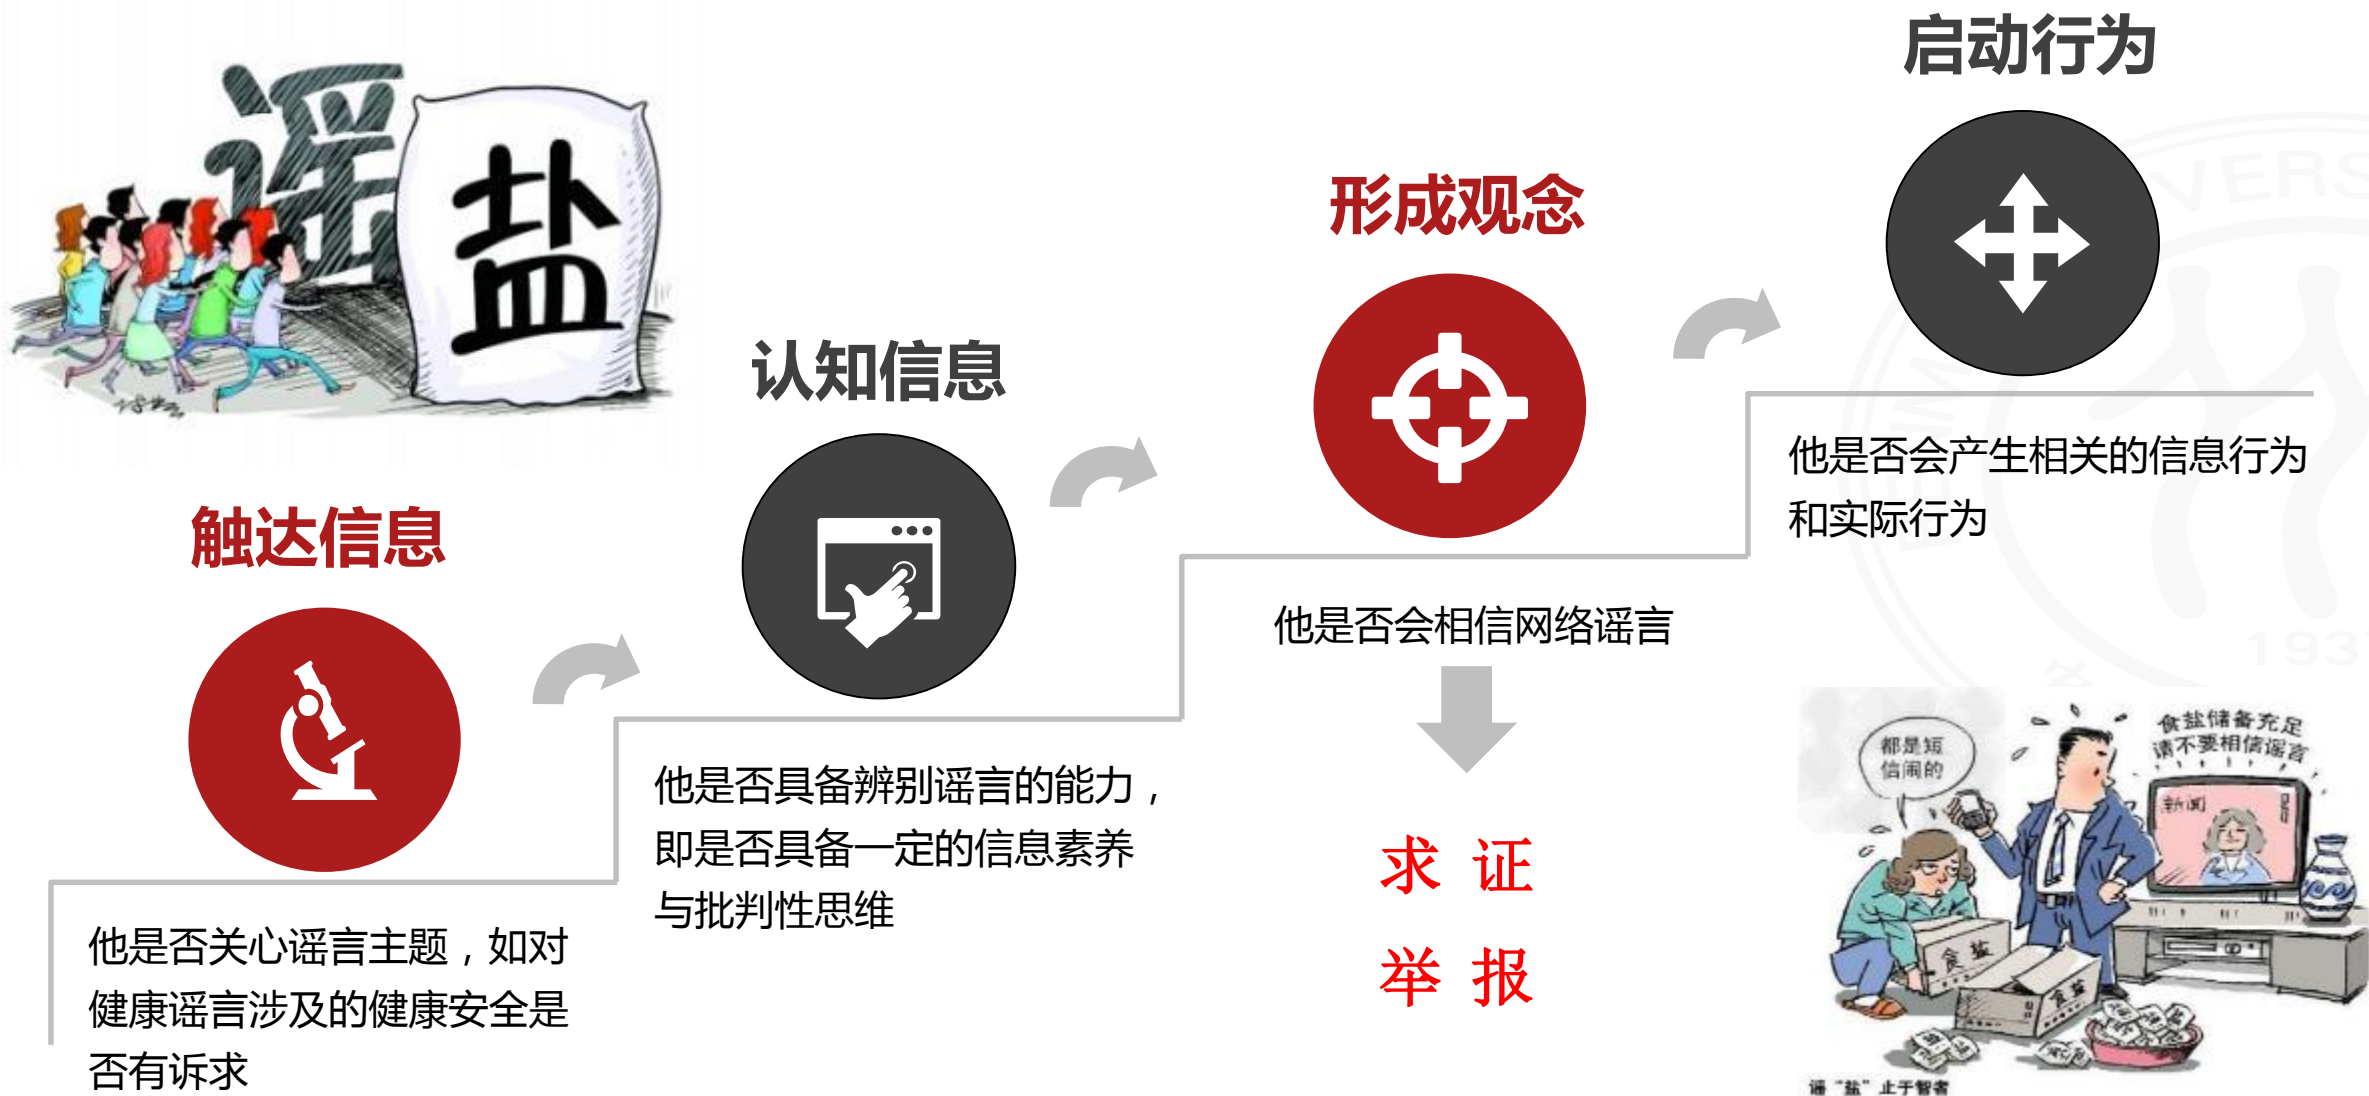 谣
盐
触达信息
他是否关心谣言主题，如对
健康谣言涉及的健康安全是
否有诉求
认知信息
他是否具备辨别谣言的能力，
即是否具备一定的信息素养
与批判性思维
形成观念
他是否会相信网络谣言
求 证
举 报
启动行为
他是否会产生相关的信息行为
和实际行为
都是短
信闹的
食盐储备充足
请不要相信谣言
新闻
食盐
食盐
谣“盐”止于智者